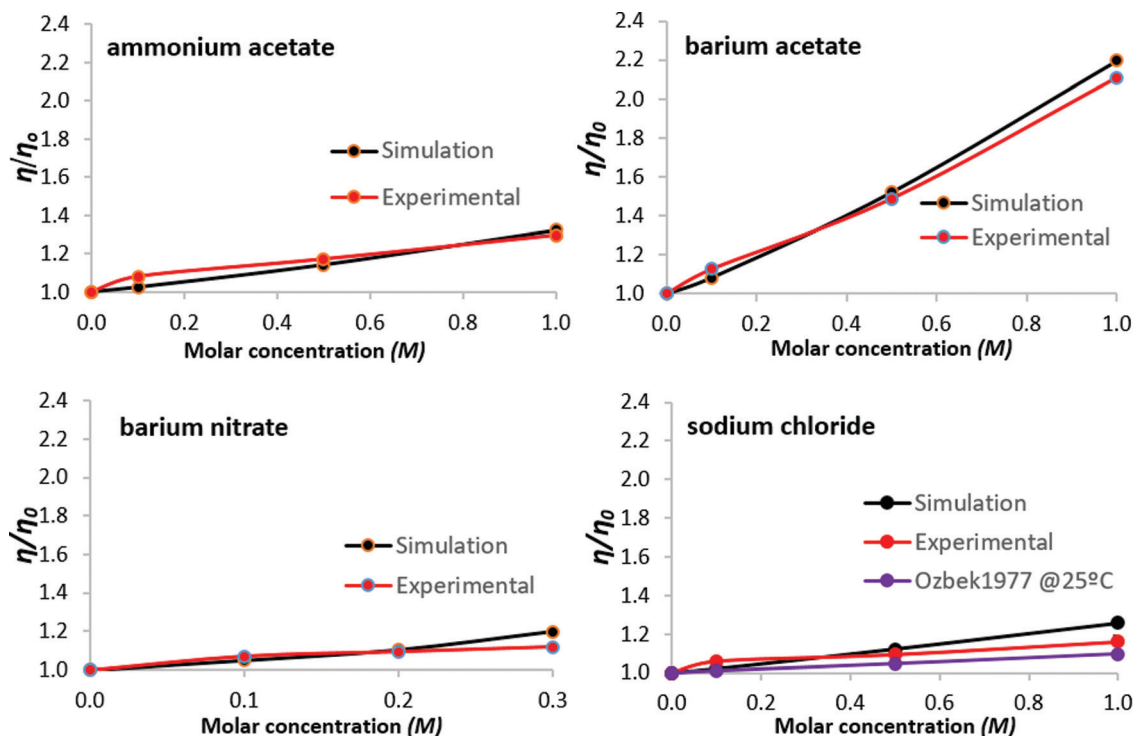 ammonium acetate
η/ηo
2.4
2.2
2.0
1.8
1.6
1.4
1.2
1.0
Simulation
Experimental
0.0 0.2 0.4 0.6 0.8 1.0
Molar concentration (M)
barium acetate
η/η0
2.4
2.2
2.0
1.8
1.6
1.4
1.2
1.0
Simulation
Experimental
0.0 0.2 0.4 0.6 0.8 1.0
Molar concentration (M)
barium nitrate
η/η0
2.4
2.2
2.0
1.8
1.6
1.4
1.2
1.0
Simulation
Experimental
0.0 0.1 0.2 0.3
Molar concentration (M)
sodium chloride
η/η0
2.4
2.2
2.0
1.8
1.6
1.4
1.2
1.0
Simulation
Experimental
Ozbek1977 @25ºC
0.0 0.2 0.4 0.6 0.8 1.0
Molar concentration (M)